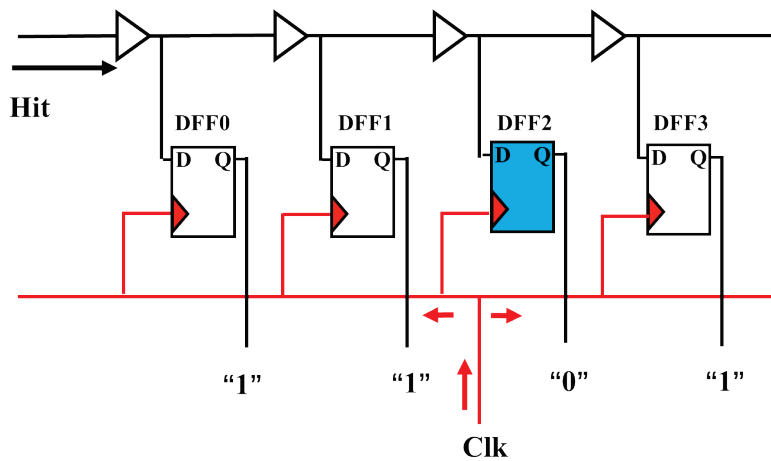 Hit
DFF0 DFF1 DFF2 DFF3
D Q D Q D Q D Q
“1” “1” “0” “1”
Clk